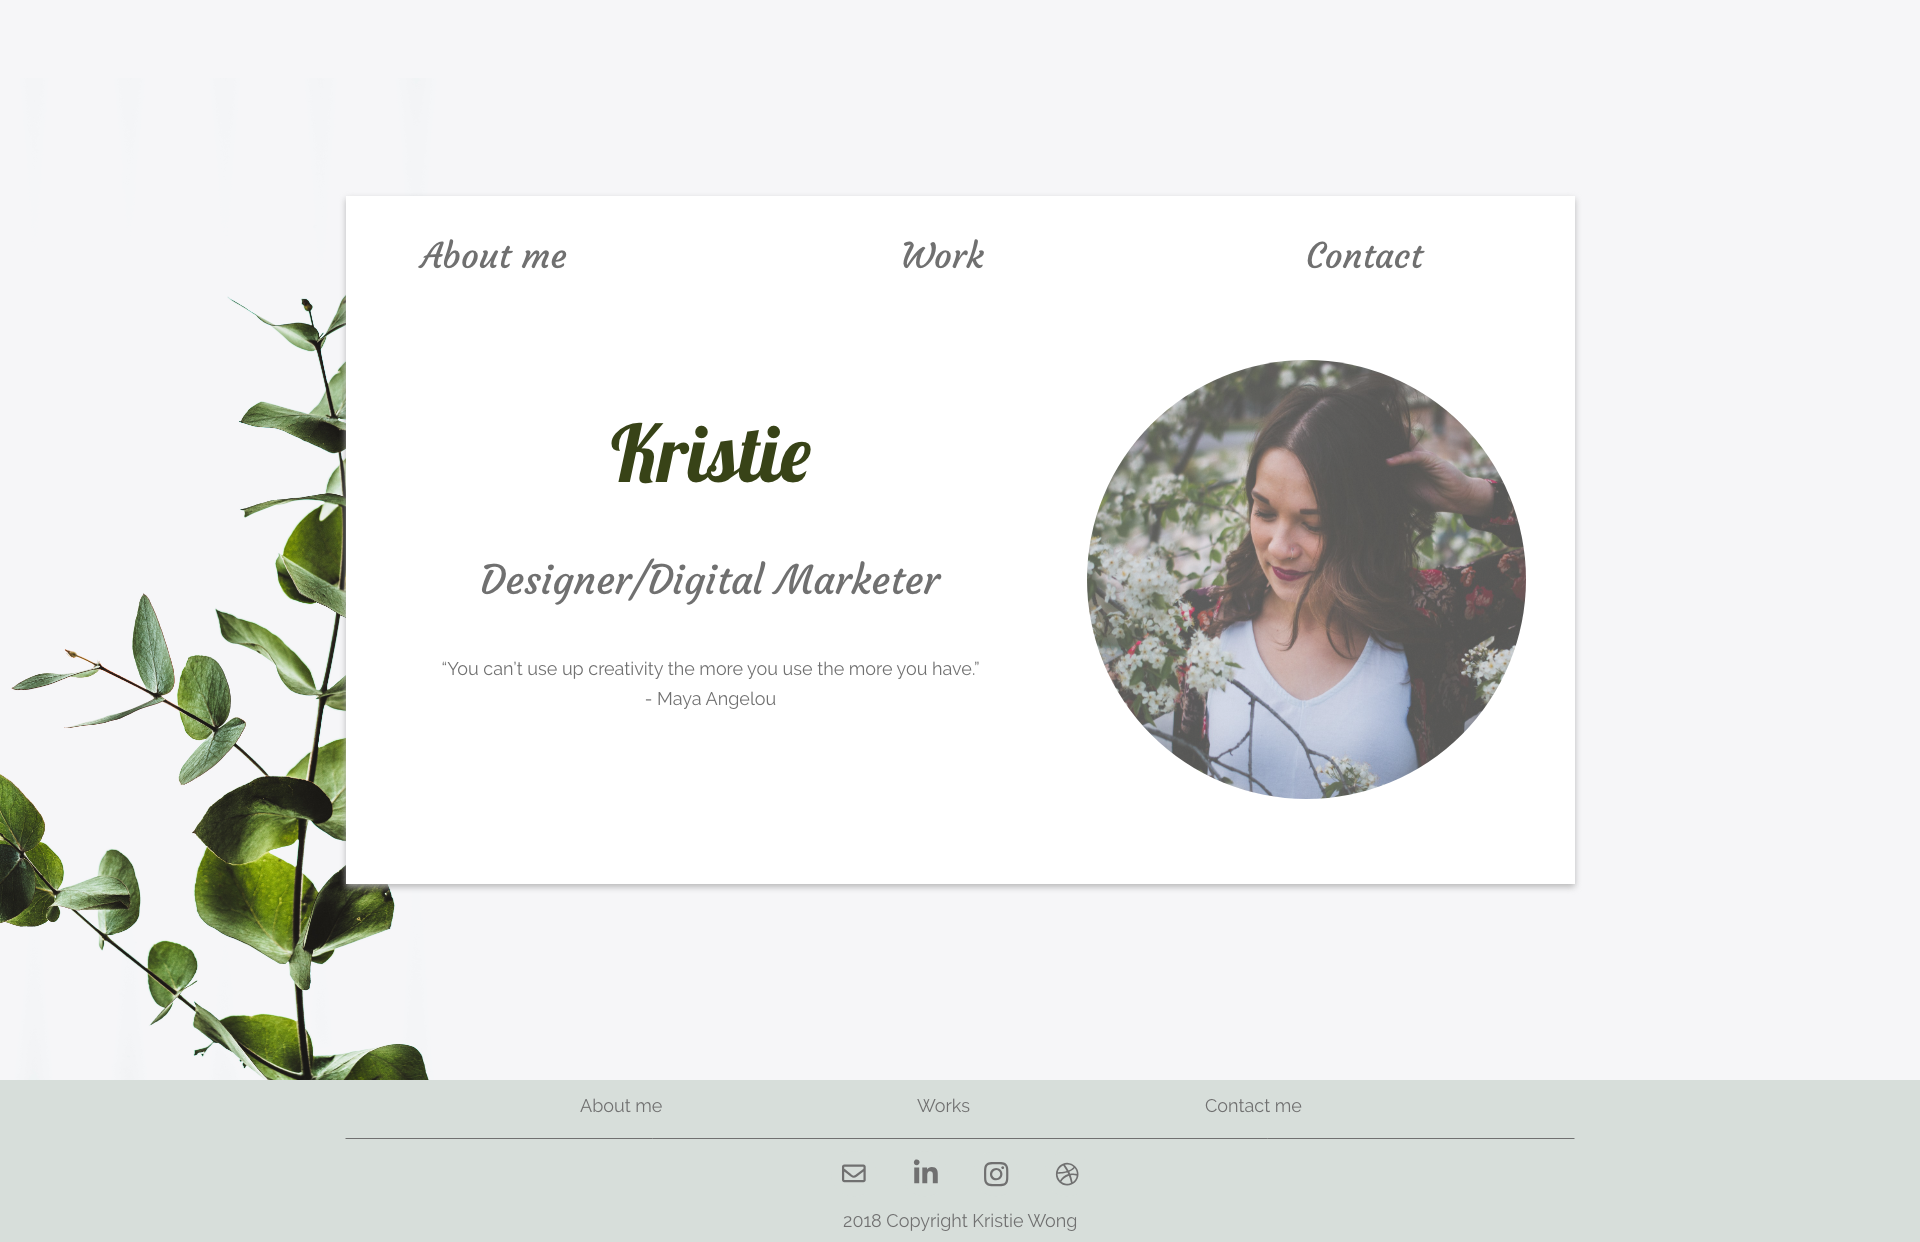 About me
Work
Contact
Kristie
Designer/Digital Marketer
“You can’t use up creativity the more you use the more you have.”
- Maya Angelou
About me
Works
Contact me
in
2018 Copyright Kristie Wong